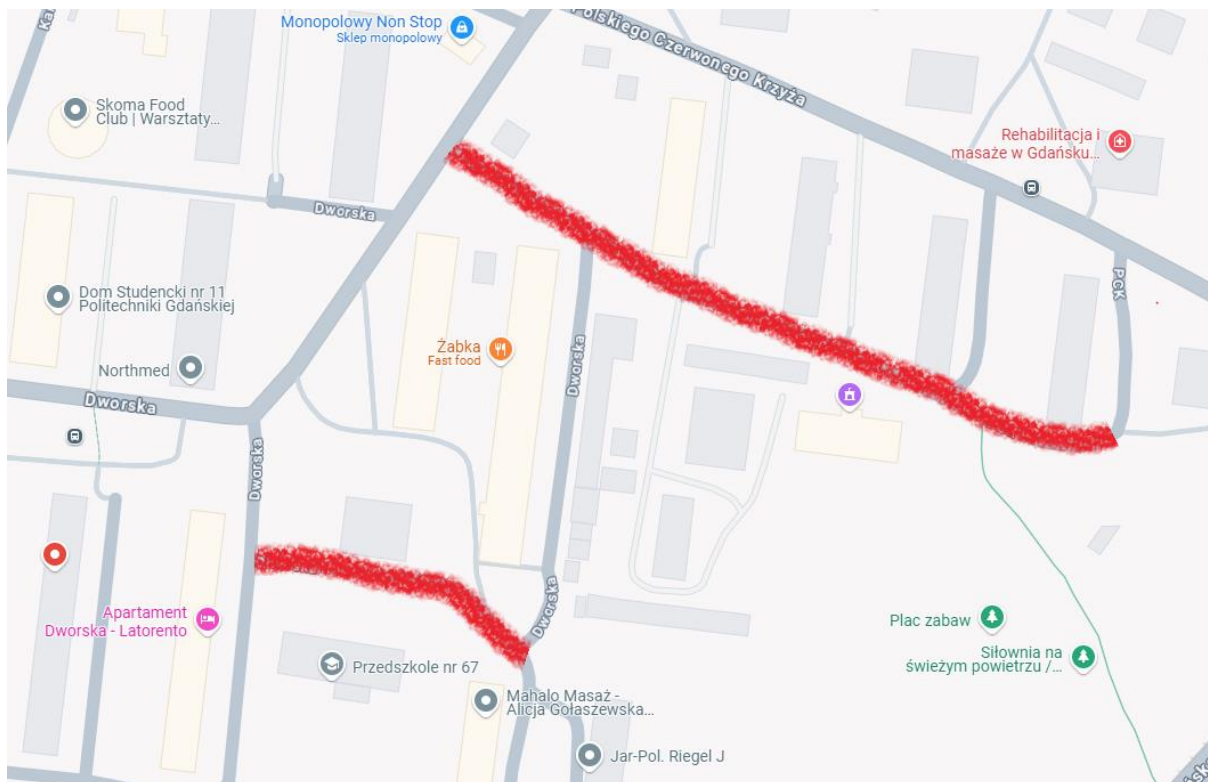 Monopolowy Non Stop
Sklep monopolowy
Polskiego Czerwonego Krzyża
Skoma Food
Club | Warsztaty...
Rehabilitacja i
masaże w Gdańsku...
Dworska
PCK
Dom Studencki nr 11
Politechniki Gdańskiej
Żabka
Fast food
Northmed
Dworska
Dworska
Dworska
Dworska
Apartament
Dworska - Latorento
Plac zabaw
Siłownia na
świeżym powietrzu /...
Przedszkole nr 67
Mahalo Masaż -
Alicja Gołaszewska...
Jar-Pol. Riegel J